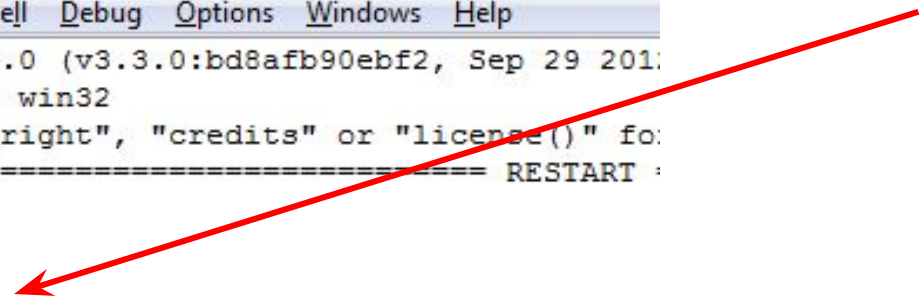 ell Debug Options Windows Help
.0 (v3.3.0:bd8afb90ebf2, Sep 29 201
win32
right", "credits" or "license()" fo
========================== RESTART =